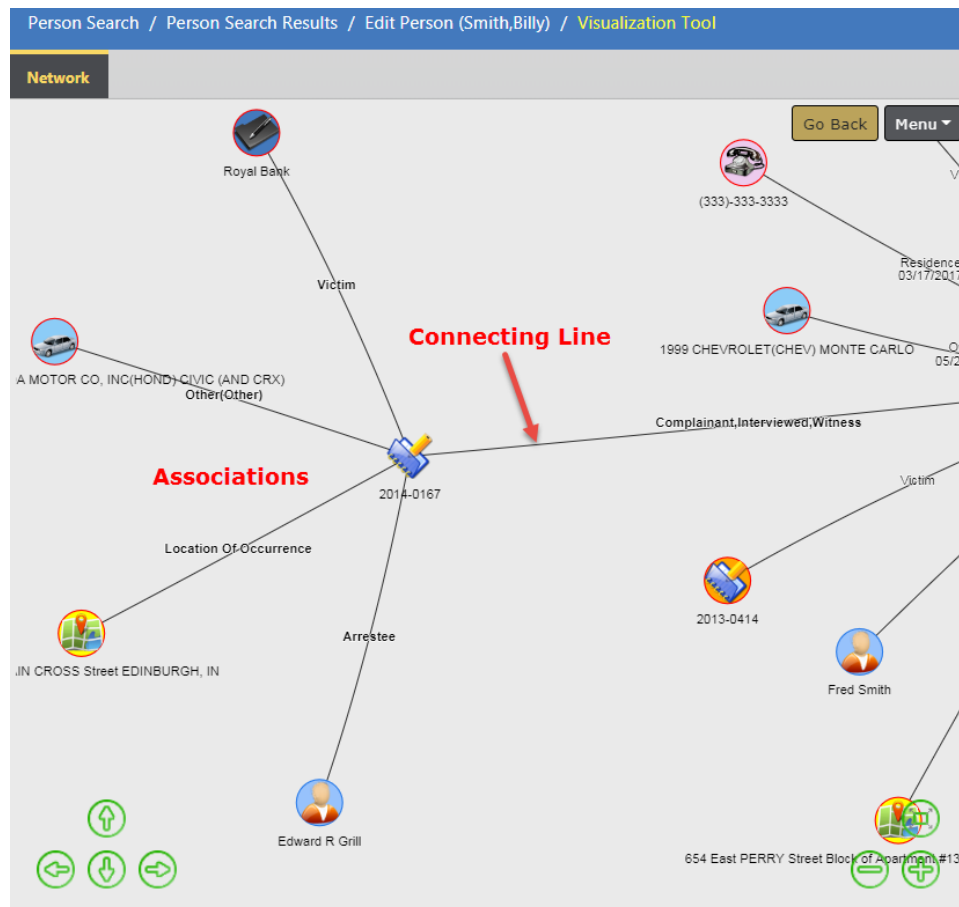 Person Search / Person Search Results / Edit Person (Smith,Billy) / Visualization Tool
Network
Go Back
Menu
Royal Bank
(333)-333-3333
V
Residence
03/17/2017
Victim
Connecting Line
1999 CHEVROLET(CHEV) MONTE CARLO
O
05/2
A MOTOR CO, INC(HOND) CIVIC (AND CRX)
Other(Other)
Complainant,Interviewed,Witness
Associations
Victim
2014-0167
Location Of Occurrence
2013-0414
Arrestee
IN CROSS Street EDINBURGH, IN
Fred Smith
Edward R Grill
654 East PERRY Street Block of Apartment #13